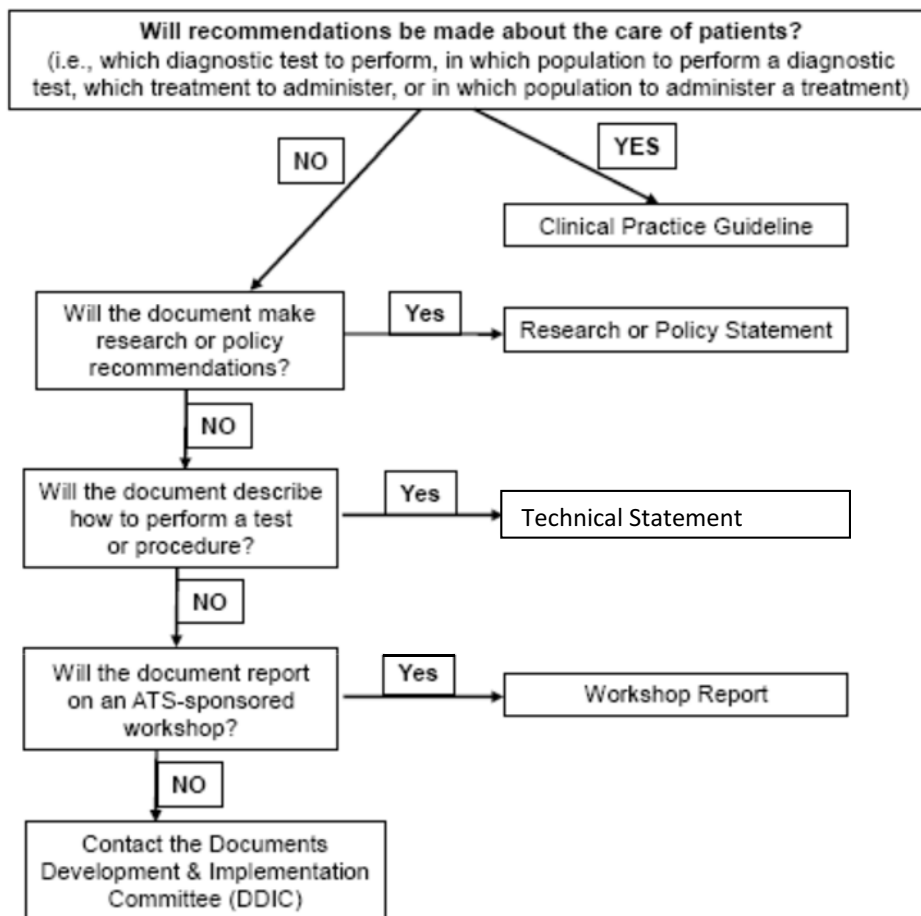 Will recommendations be made about the care of patients?
(i.e., which diagnostic test to perform, in which population to perform a diagnostic
test, which treatment to administer, or in which population to administer a treatment)
NO
YES
Clinical Practice Guideline
Will the document make
research or policy
recommendations?
Yes
Research or Policy Statement
NO
Will the document describe
how to perform a test
or procedure?
Yes
Technical Statement
NO
Will the document report
on an ATS-sponsored
workshop?
Yes
Workshop Report
NO
Contact the Documents
Development & Implementation
Committee (DDIC)